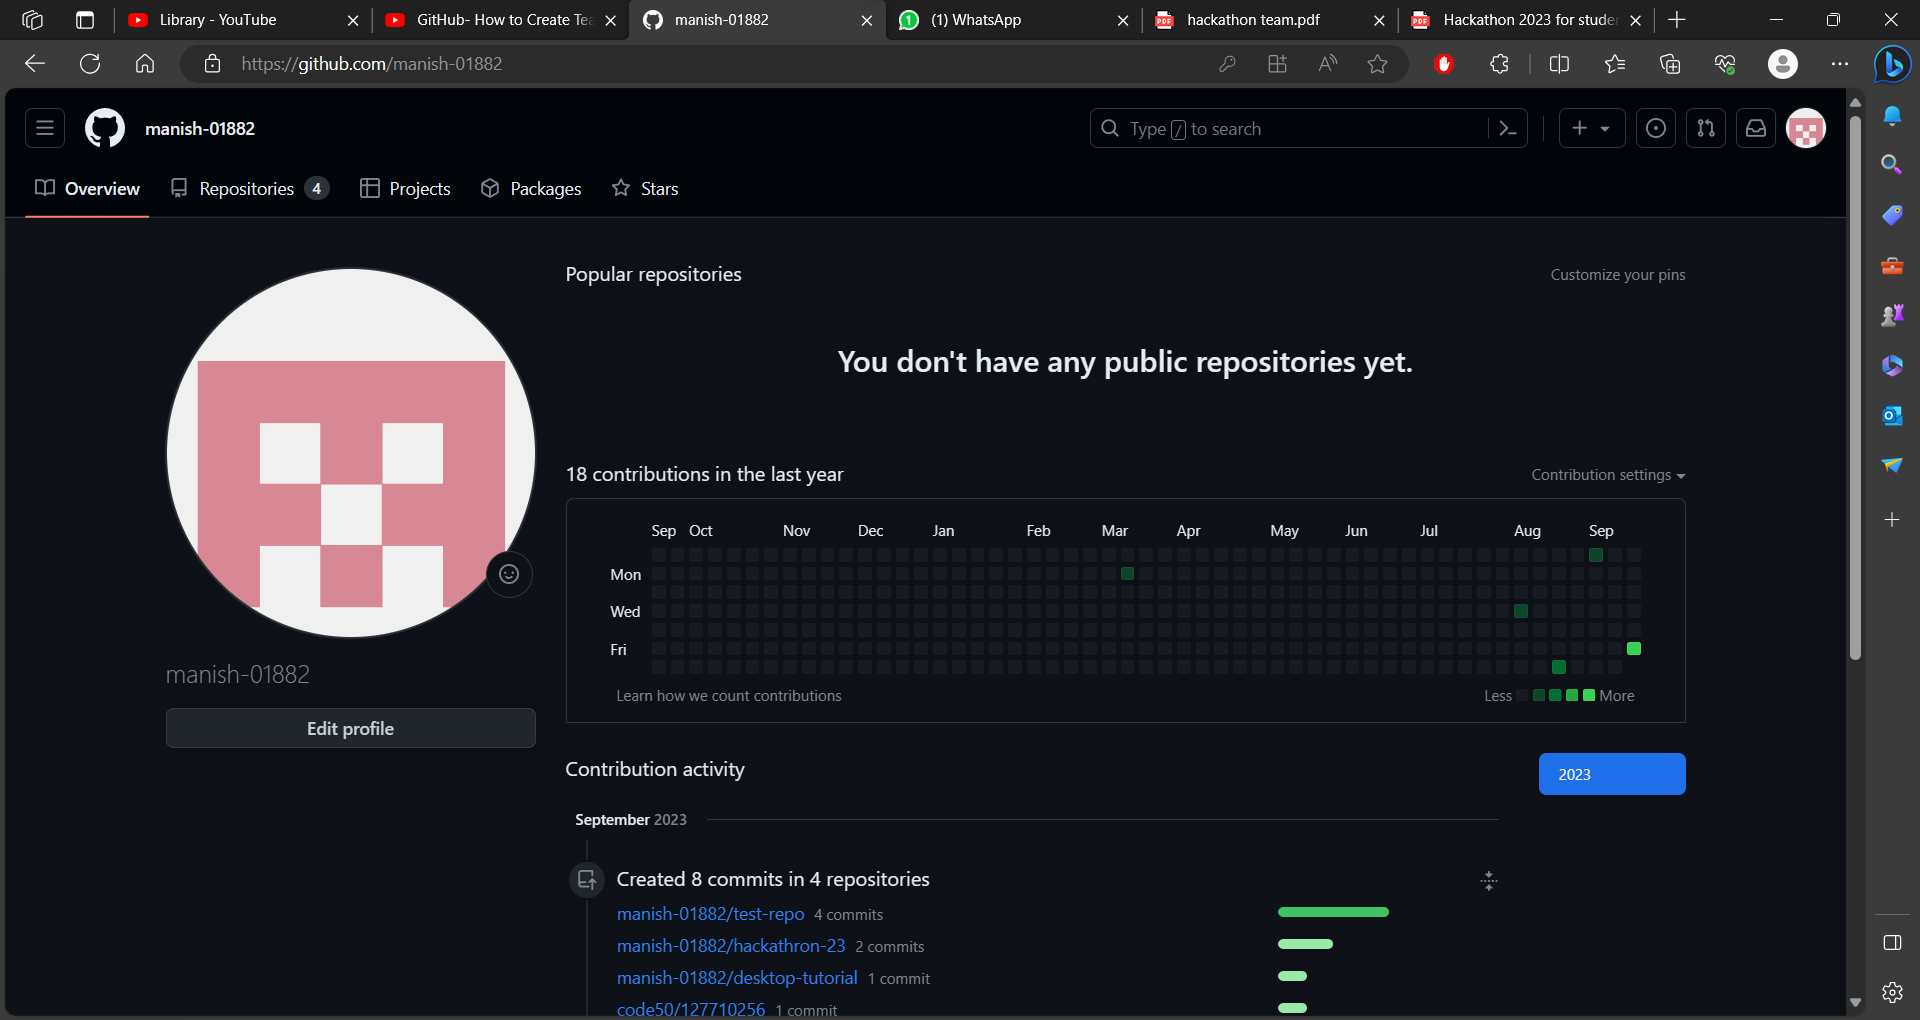 Library - YouTube
GitHub- How to Create Tea
manish-01882
(1) WhatsApp
hackathon team.pdf
Hackathon 2023 for studen
https://github.com/manish-01882
manish-01882
Type / to search
Overview
Repositories 4
Projects
Packages
Stars
Popular repositories
Customize your pins
You don't have any public repositories yet.
18 contributions in the last year
Contribution settings
Sep Oct Nov Dec Jan Feb Mar Apr May Jun Jul Aug Sep
Mon
Wed
Fri
Learn how we count contributions
Less More
manish-01882
Edit profile
Contribution activity
2023
September 2023
Created 8 commits in 4 repositories
manish-01882/test-repo 4 commits
manish-01882/hackathron-23 2 commits
manish-01882/desktop-tutorial 1 commit
code50/127710256 1 commit